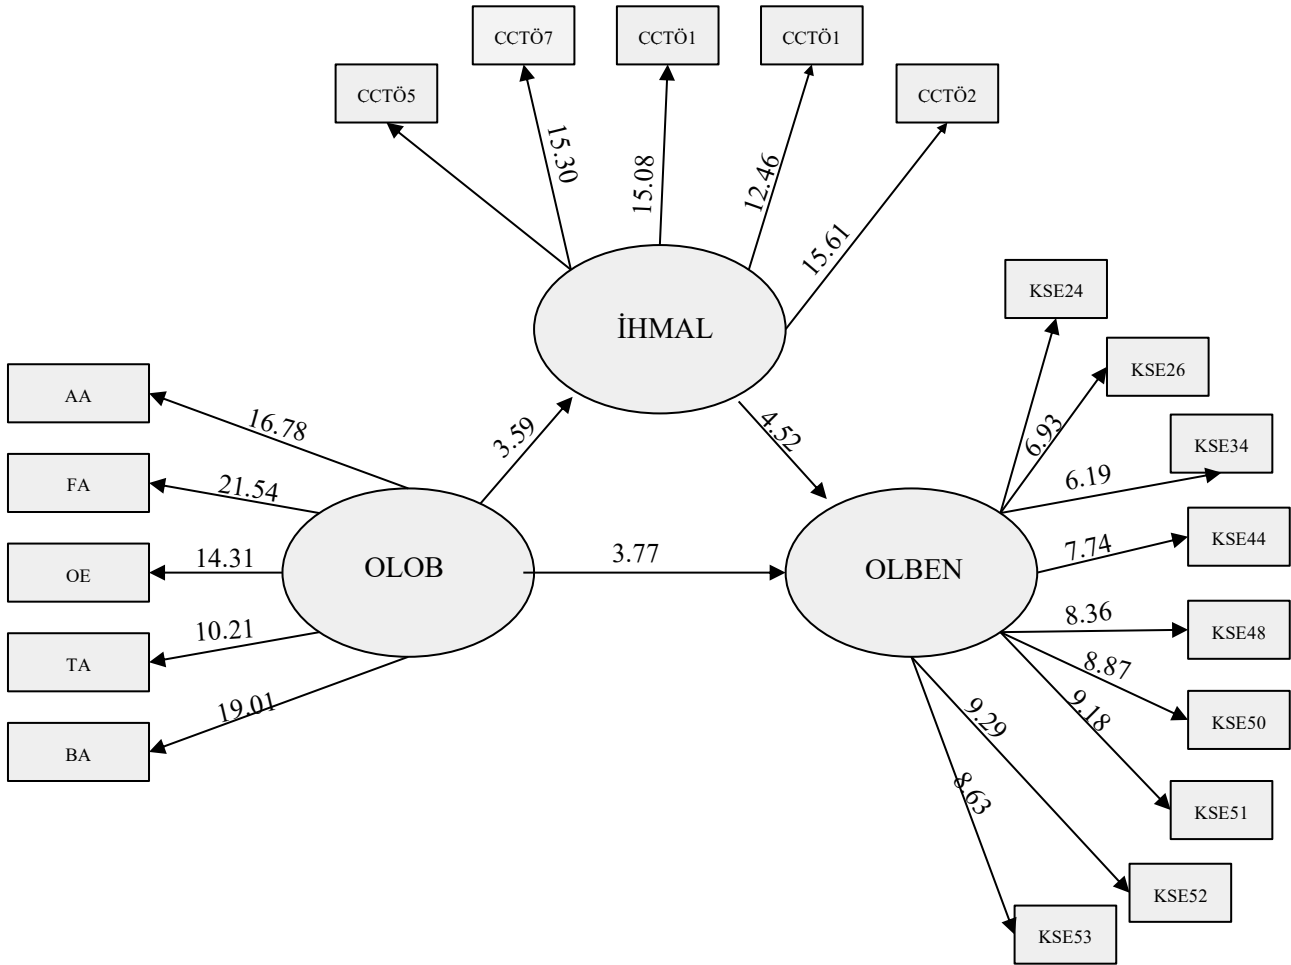 CCTÖ7
CCTÖ1
CCTÖ1
CCTÖ5
CCTÖ2
15.30
15.08
12.46
15.61
İHMAL
KSE24
KSE26
AA
16.78
3.59
4.52
6.93
KSE34
FA
21.54
6.19
OE
14.31
OLOB
3.77
OLBEN
7.74
KSE44
TA
10.21
8.36
KSE48
BA
19.01
8.87
KSE50
9.29
9.18
8.63
KSE51
KSE52
KSE53